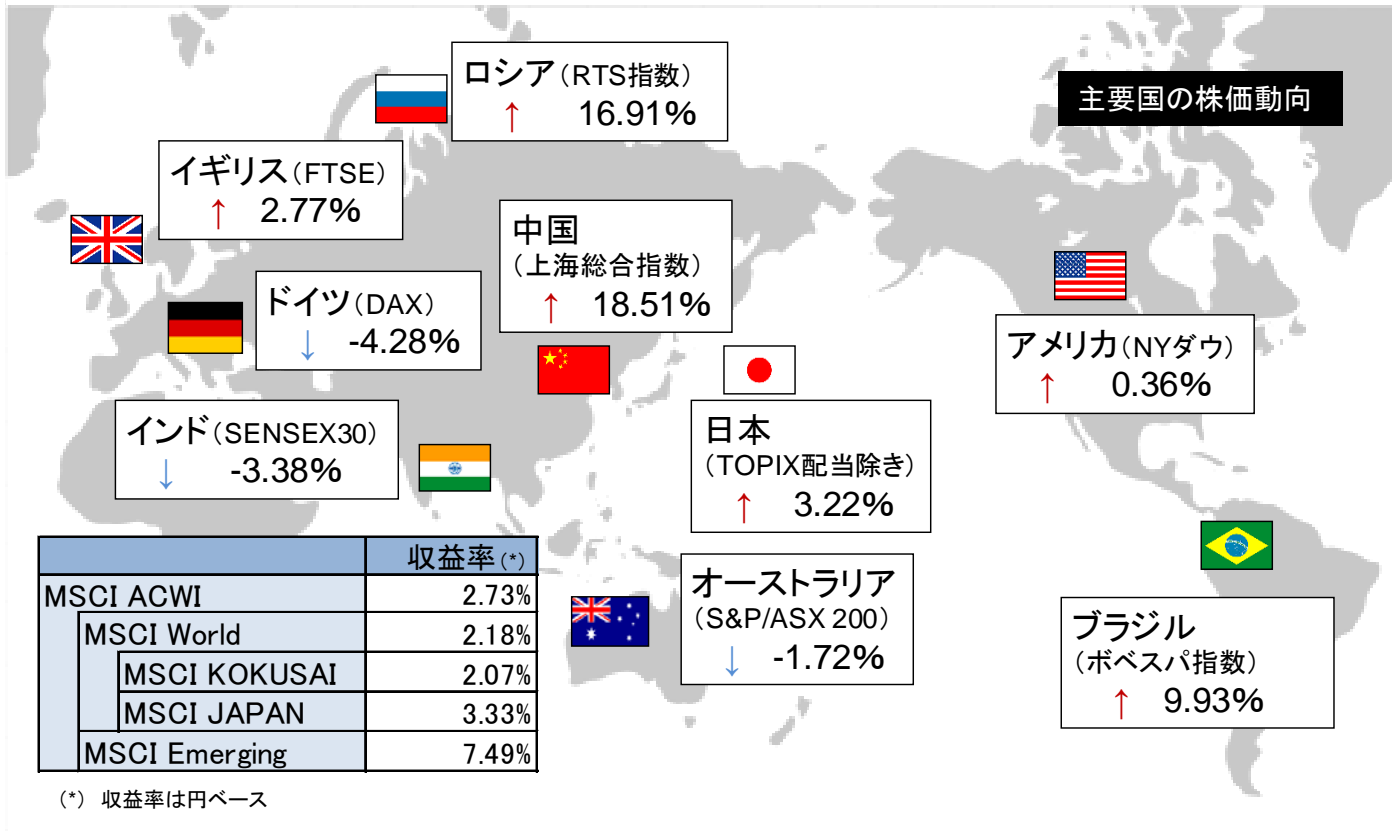 主要国の株価動向
ロシア(RTS指数)
↑ 16.91%
イギリス(FTSE)
↑ 2.77%
中国
(上海総合指数)
↑ 18.51%
ドイツ(DAX)
↓ -4.28%
アメリカ(NYダウ)
↑ 0.36%
インド(SENSEX30)
↓ -3.38%
日本
(TOPIX配当除き)
↑ 3.22%
オーストラリア
(S&P/ASX 200)
↓ -1.72%
ブラジル
(ボベスパ指数)
↑ 9.93%
収益率(*)
MSCI ACWI 2.73%
MSCI World 2.18%
MSCI KOKUSAI 2.07%
MSCI JAPAN 3.33%
MSCI Emerging 7.49%
(*) 収益率は円ベース